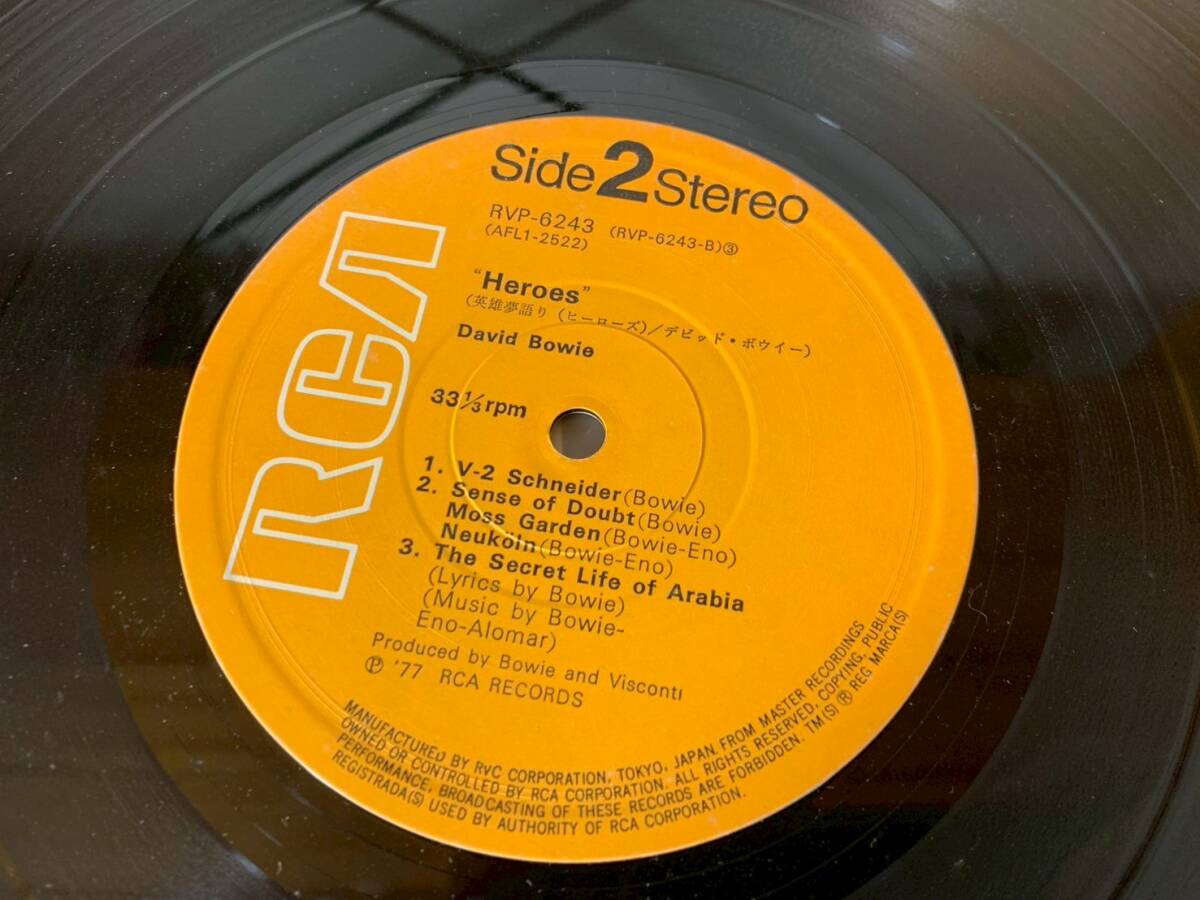 Side 2 Stereo
RVP-6243 (RVP-6243-B)③
(AFL1-2522)
"Heroes"
(英雄夢語り (ヒーローズ)/デビッド・ボウイー)
David Bowie
33⅓ rpm
1. V-2 Schneider (Bowie)
2. Sense of Doubt (Bowie)
Moss Garden (Bowie-Eno)
Neuköln (Bowie-Eno)
3. The Secret Life of Arabia
(Lyrics by Bowie)
(Music by Bowie-
Eno-Alomar)
Produced by Bowie and Visconti
Ⓟ '77 RCA RECORDS
RCA
MANUFACTURED BY RVC CORPORATION, TOKYO, JAPAN. FROM MASTER RECORDINGS
OWNED OR CONTROLLED BY RCA CORPORATION. ALL RIGHTS RESERVED, COPYING, PUBLIC
PERFORMANCE, BROADCASTING OF THESE RECORDS ARE FORBIDDEN. TM(S) ® REG MARCA(S)
REGISTRADA(S) USED BY AUTHORITY OF RCA CORPORATION.